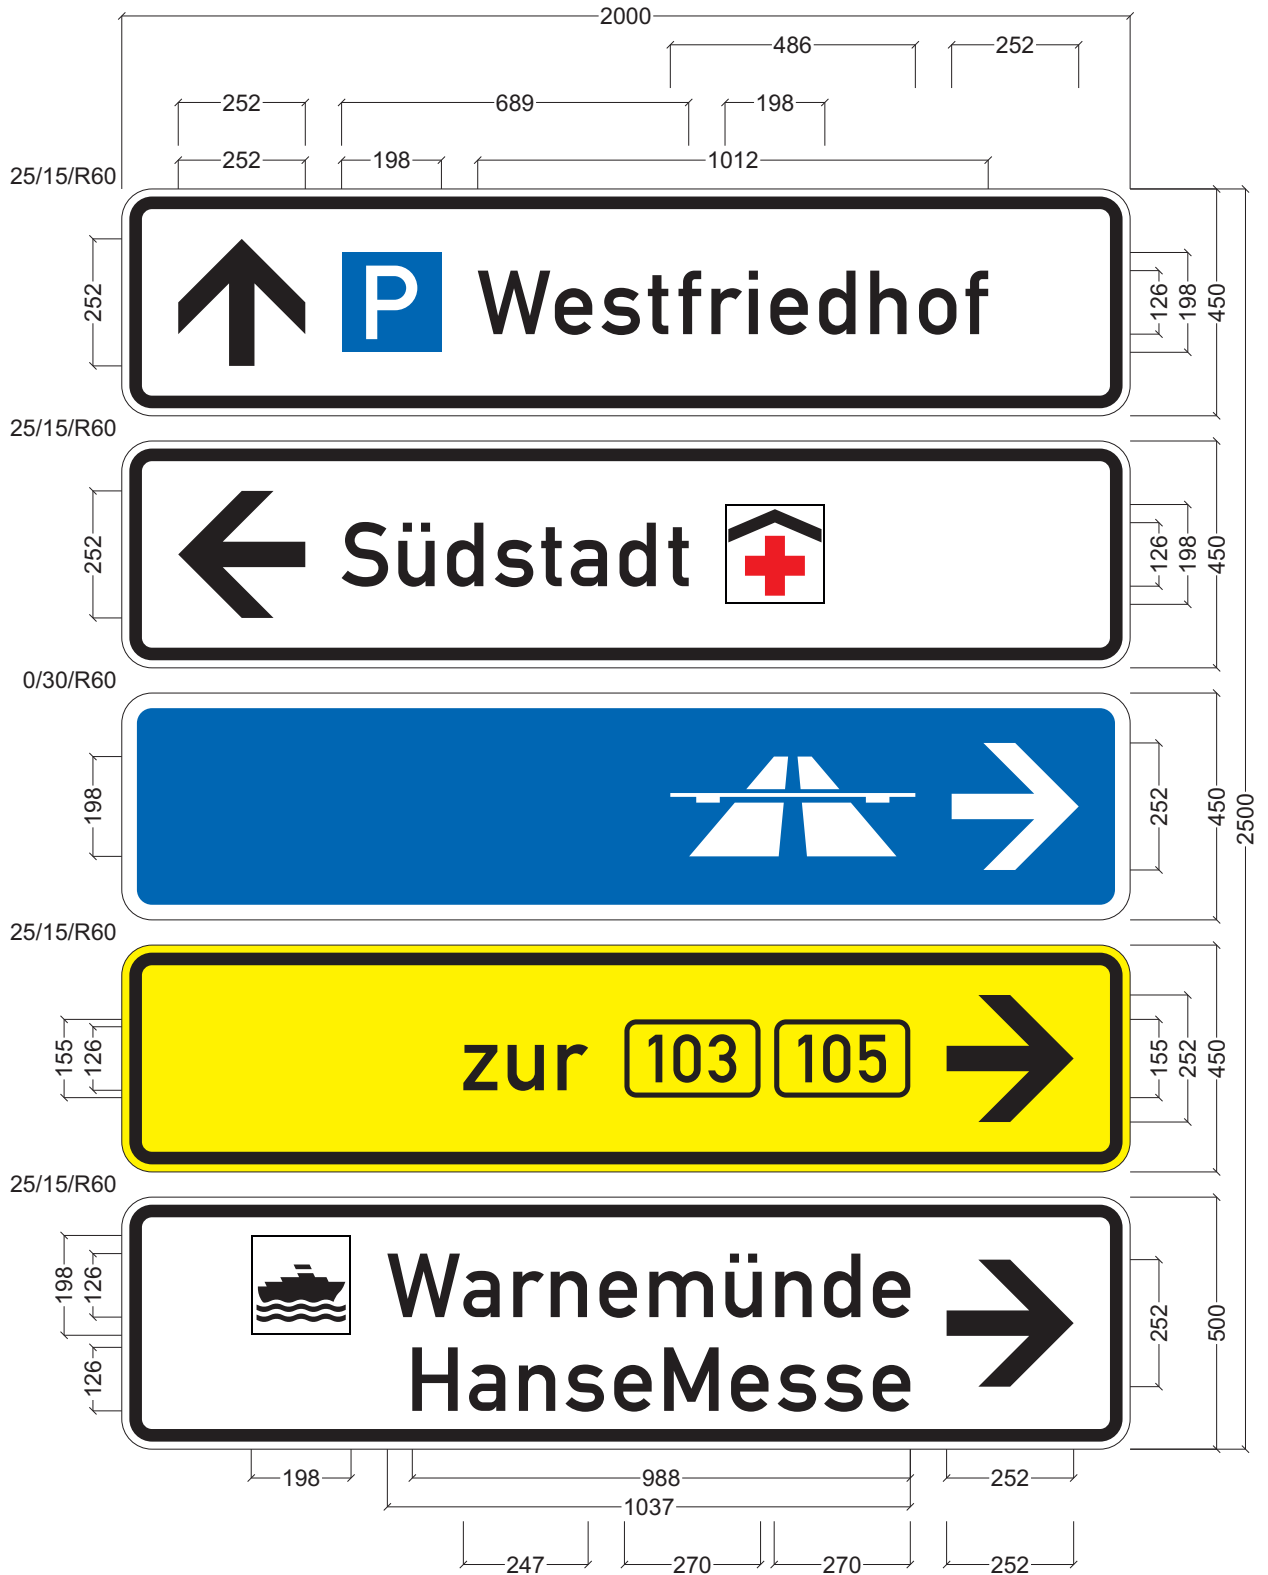 2000
486 252
252 689 198
252 198 1012
25/15/R60
252 P Westfriedhof 126 198 450
25/15/R60
252 Südstadt 126 198 450
0/30/R60
198 252 450 2500
25/15/R60
155 126 zur 103 105 155 252 450
25/15/R60
198 126 Warnemünde 252 500
126 HanseMesse
198 988 252
1037
247 270 270 252